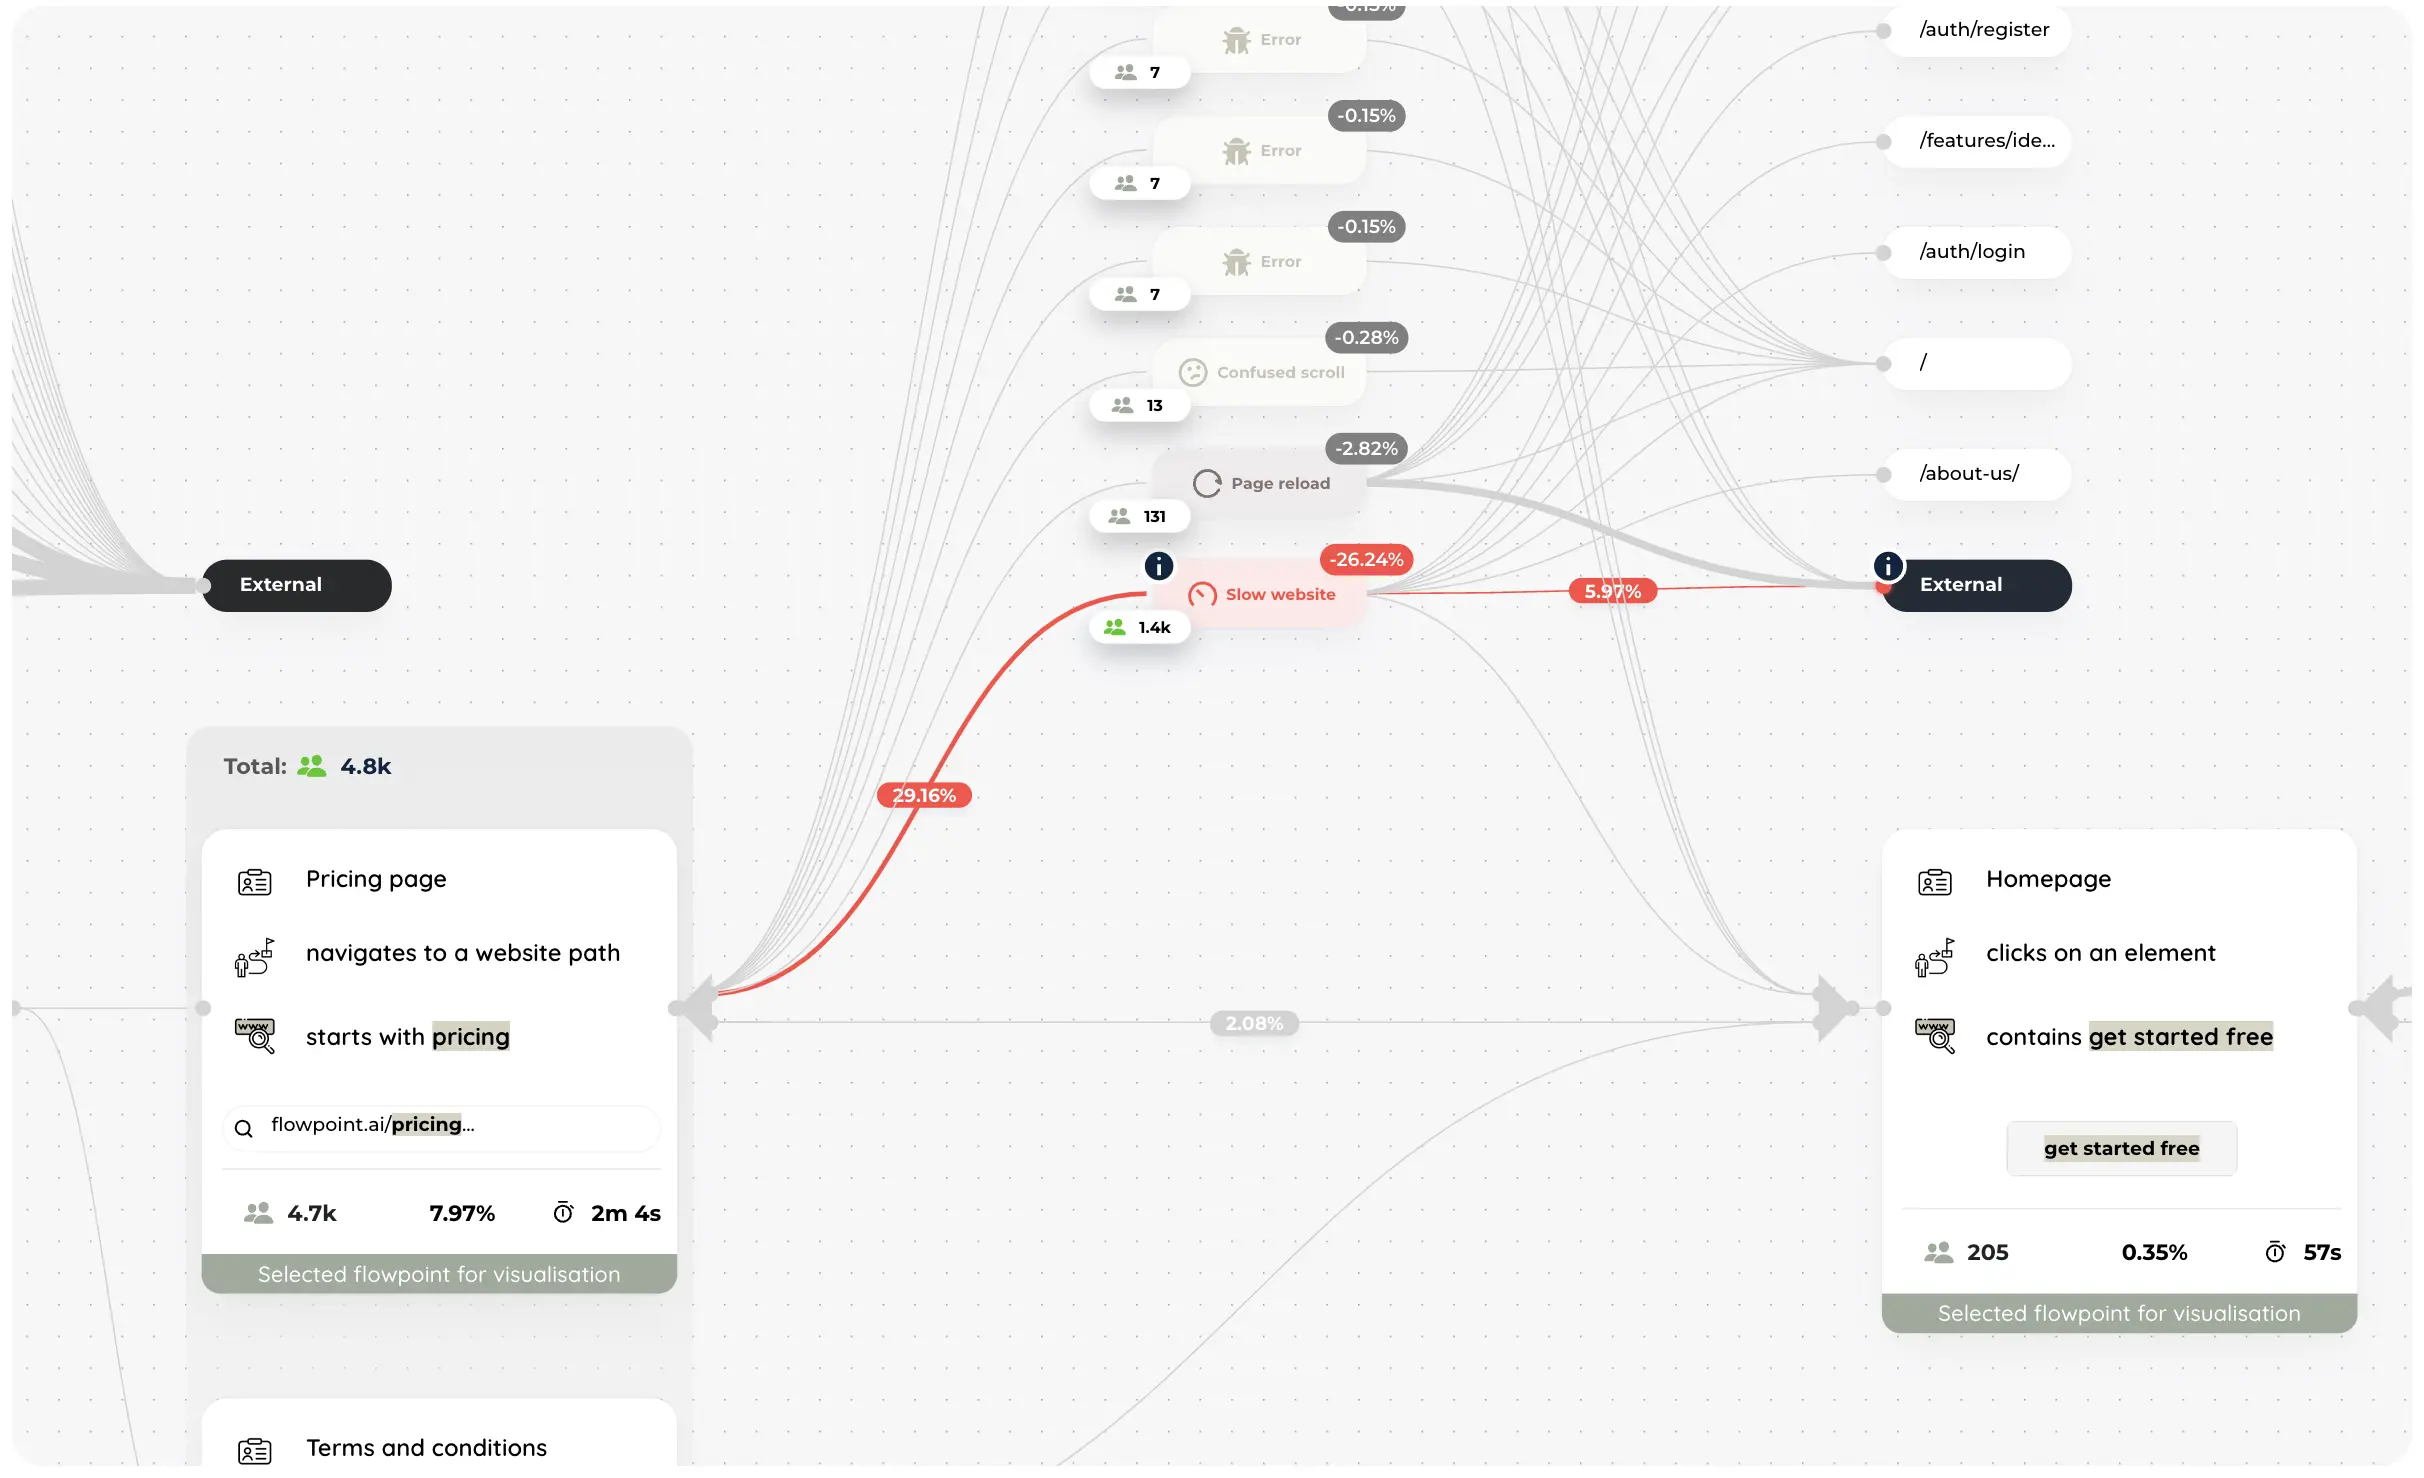 -0.15%
Error
7
-0.15%
Error
7
-0.15%
Error
7
-0.28%
Confused scroll
13
-2.82%
Page reload
131
-26.24%
Slow website
1.4k
29.16%
5.97%
2.08%
/auth/register
/features/ide...
/auth/login
/
/about-us/
External
External
Total: 4.8k
Pricing page
navigates to a website path
www
starts with pricing
flowpoint.ai/pricing...
4.7k 7.97% 2m 4s
Selected flowpoint for visualisation
Terms and conditions
Homepage
clicks on an element
www
contains get started free
get started free
205 0.35% 57s
Selected flowpoint for visualisation